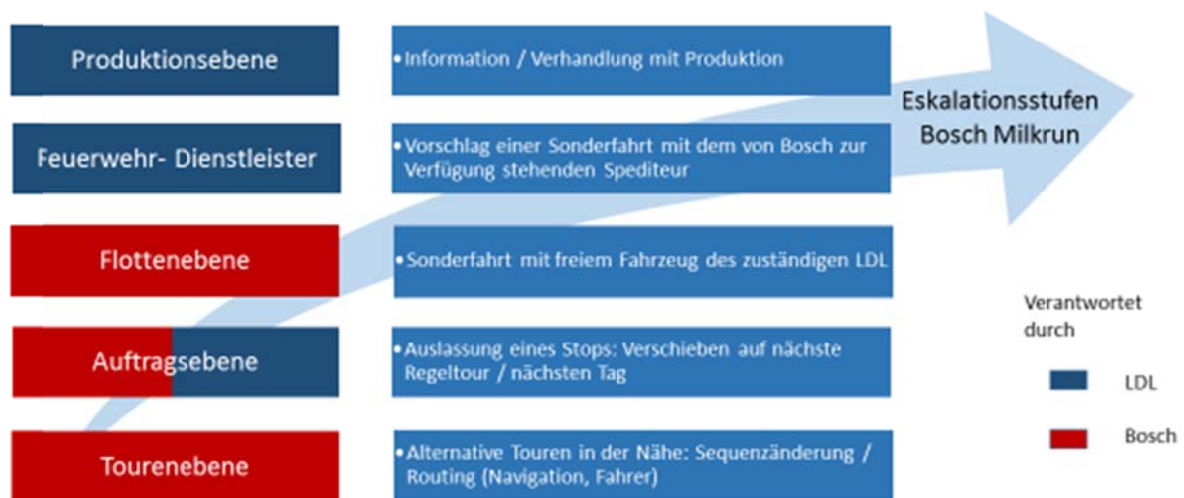 Produktionsebene
•Information / Verhandlung mit Produktion
Eskalationsstufen
Bosch Milkrun
Feuerwehr- Dienstleister
•Vorschlag einer Sonderfahrt mit dem von Bosch zur
Verfügung stehenden Spediteur
Flottenebene
•Sonderfahrt mit freiem Fahrzeug des zuständigen LDL
Auftragsebene
•Auslassung eines Stops: Verschieben auf nächste
Regeltour / nächsten Tag
Tourenebene
•Alternative Touren in der Nähe: Sequenzänderung /
Routing (Navigation, Fahrer)
Verantwortet
durch
LDL
Bosch